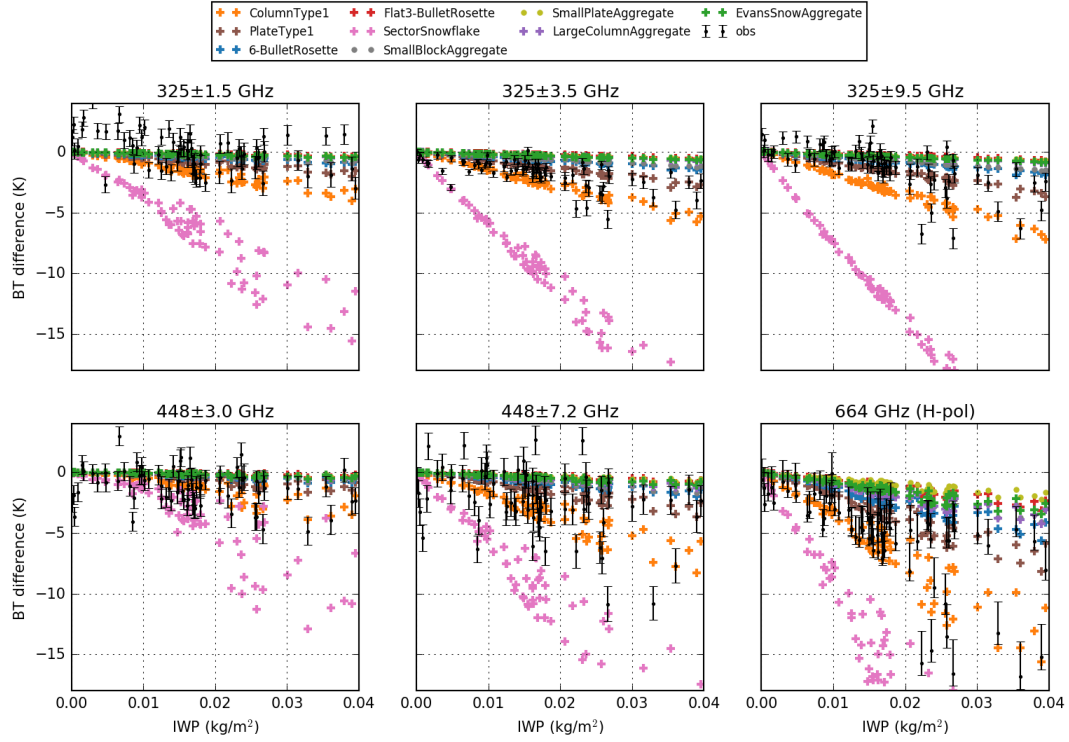 ColumnType1 Flat3-BulletRosette SmallPlateAggregate EvansSnowAggregate
PlateType1 SectorSnowflake LargeColumnAggregate obs
6-BulletRosette SmallBlockAggregate
325±1.5 GHz 325±3.5 GHz 325±9.5 GHz
BT difference (K)
0
−5
−10
−15
448±3.0 GHz 448±7.2 GHz 664 GHz (H-pol)
BT difference (K)
0
−5
−10
−15
0.00 0.01 0.02 0.03 0.04 0.00 0.01 0.02 0.03 0.04 0.00 0.01 0.02 0.03 0.04
IWP (kg/m²) IWP (kg/m²) IWP (kg/m²)